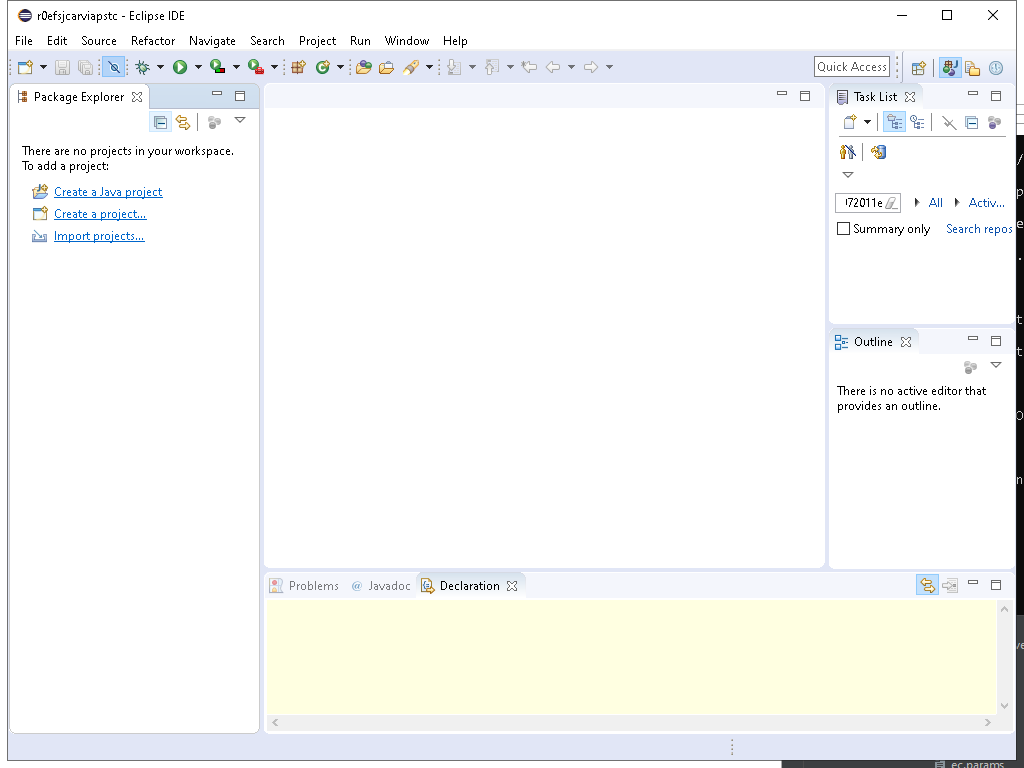 r0efsjcarviapstc - Eclipse IDE
File Edit Source Refactor Navigate Search Project Run Window Help
Quick Access
Package Explorer
There are no projects in your workspace.
To add a project:
Create a Java project
Create a project...
Import projects...
Task List
!72011e All Activ...
Summary only Search repos
Outline
There is no active editor that
provides an outline.
Problems @ Javadoc Declaration
ec.params